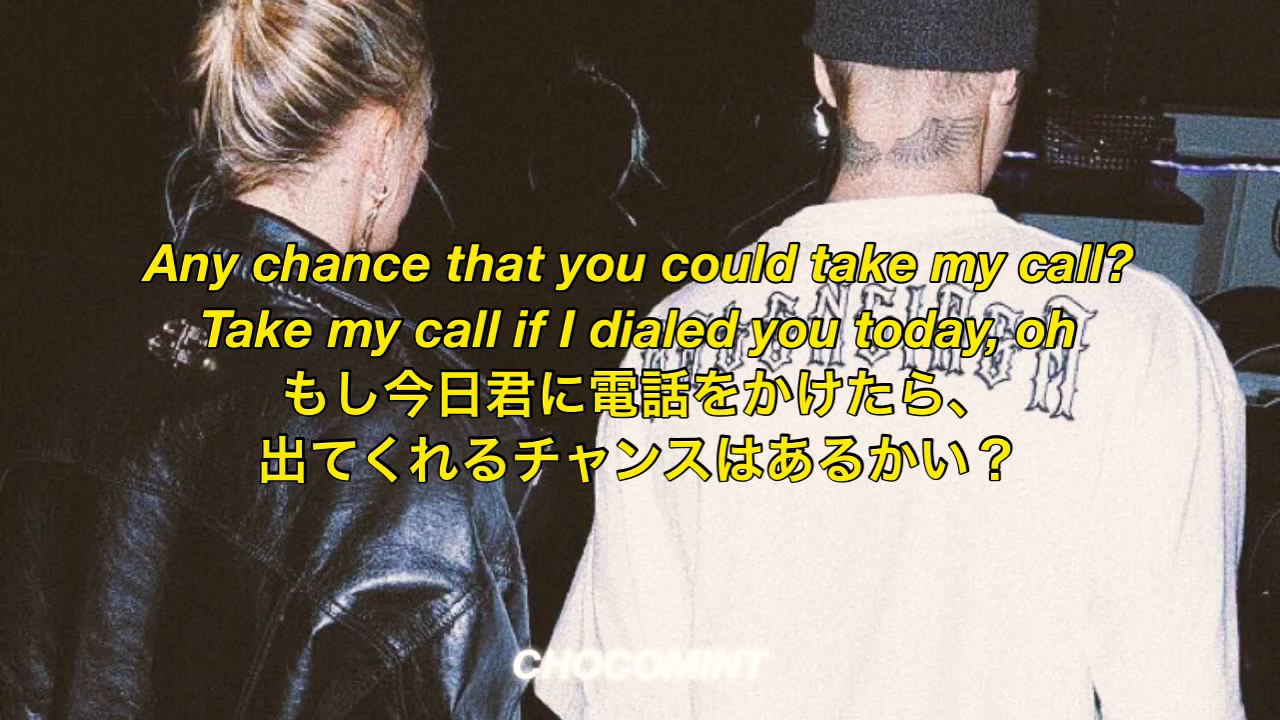 Any chance that you could take my call?
Take my call if I dialed you today, oh
もし今日君に電話をかけたら、
出てくれるチャンスはあるかい？
CHOCOMINT